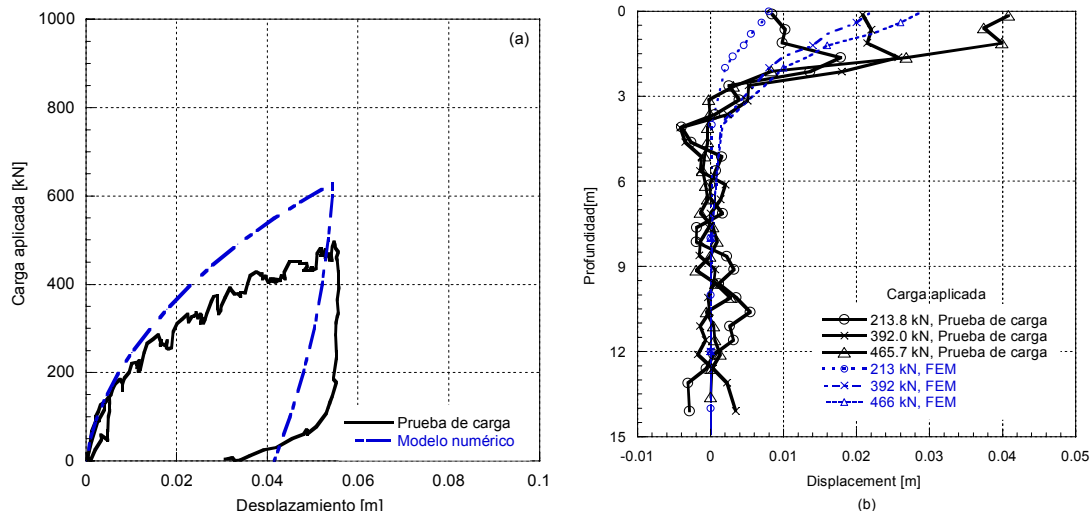 1000
(a)
800
600
400
200
0
Carga aplicada [kN]
Prueba de carga
Modelo numérico
0
0.02
0.04
0.06
0.08
0.1
Desplazamiento [m]
0
3
6
9
12
15
Profundidad[m]
Carga aplicada
213.8 kN, Prueba de carga
392.0 kN, Prueba de carga
465.7 kN, Prueba de carga
213 kN, FEM
392 kN, FEM
466 kN, FEM
-0.01
0
0.01
0.02
0.03
0.04
0.05
Displacement [m]
(b)